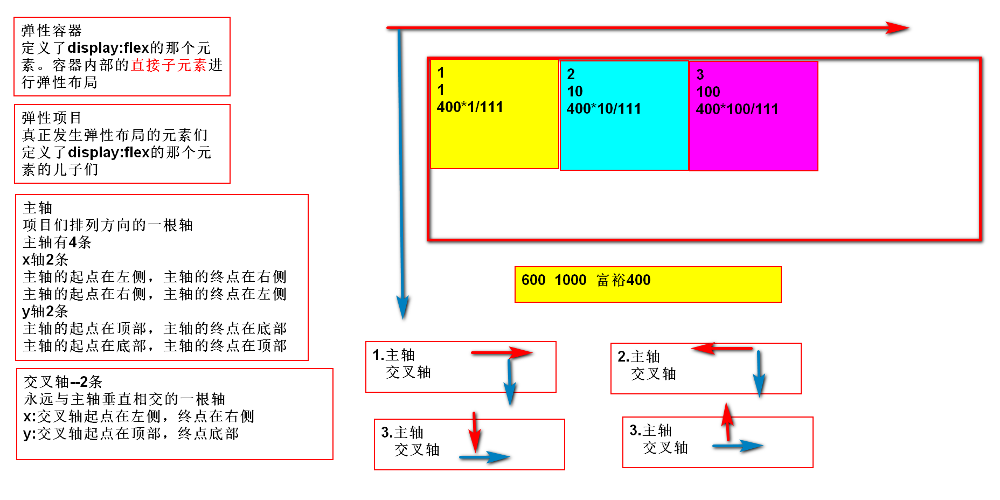 弹性容器
定义了display:flex的那个元
素。容器内部的直接子元素进
行弹性布局
弹性项目
真正发生弹性布局的元素们
定义了display:flex的那个元
素的儿子们
主轴
项目们排列方向的一根轴
主轴有4条
x轴2条
主轴的起点在左侧，主轴的终点在右侧
主轴的起点在右侧，主轴的终点在左侧
y轴2条
主轴的起点在顶部，主轴的终点在底部
主轴的起点在底部，主轴的终点在顶部
交叉轴--2条
永远与主轴垂直相交的一根轴
x:交叉轴起点在左侧，终点在右侧
y:交叉轴起点在顶部，终点底部
1
1
400*1/111
2
10
400*10/111
3
100
400*100/111
600 1000 富裕400
1.主轴
交叉轴
2.主轴
交叉轴
3.主轴
交叉轴
3.主轴
交叉轴